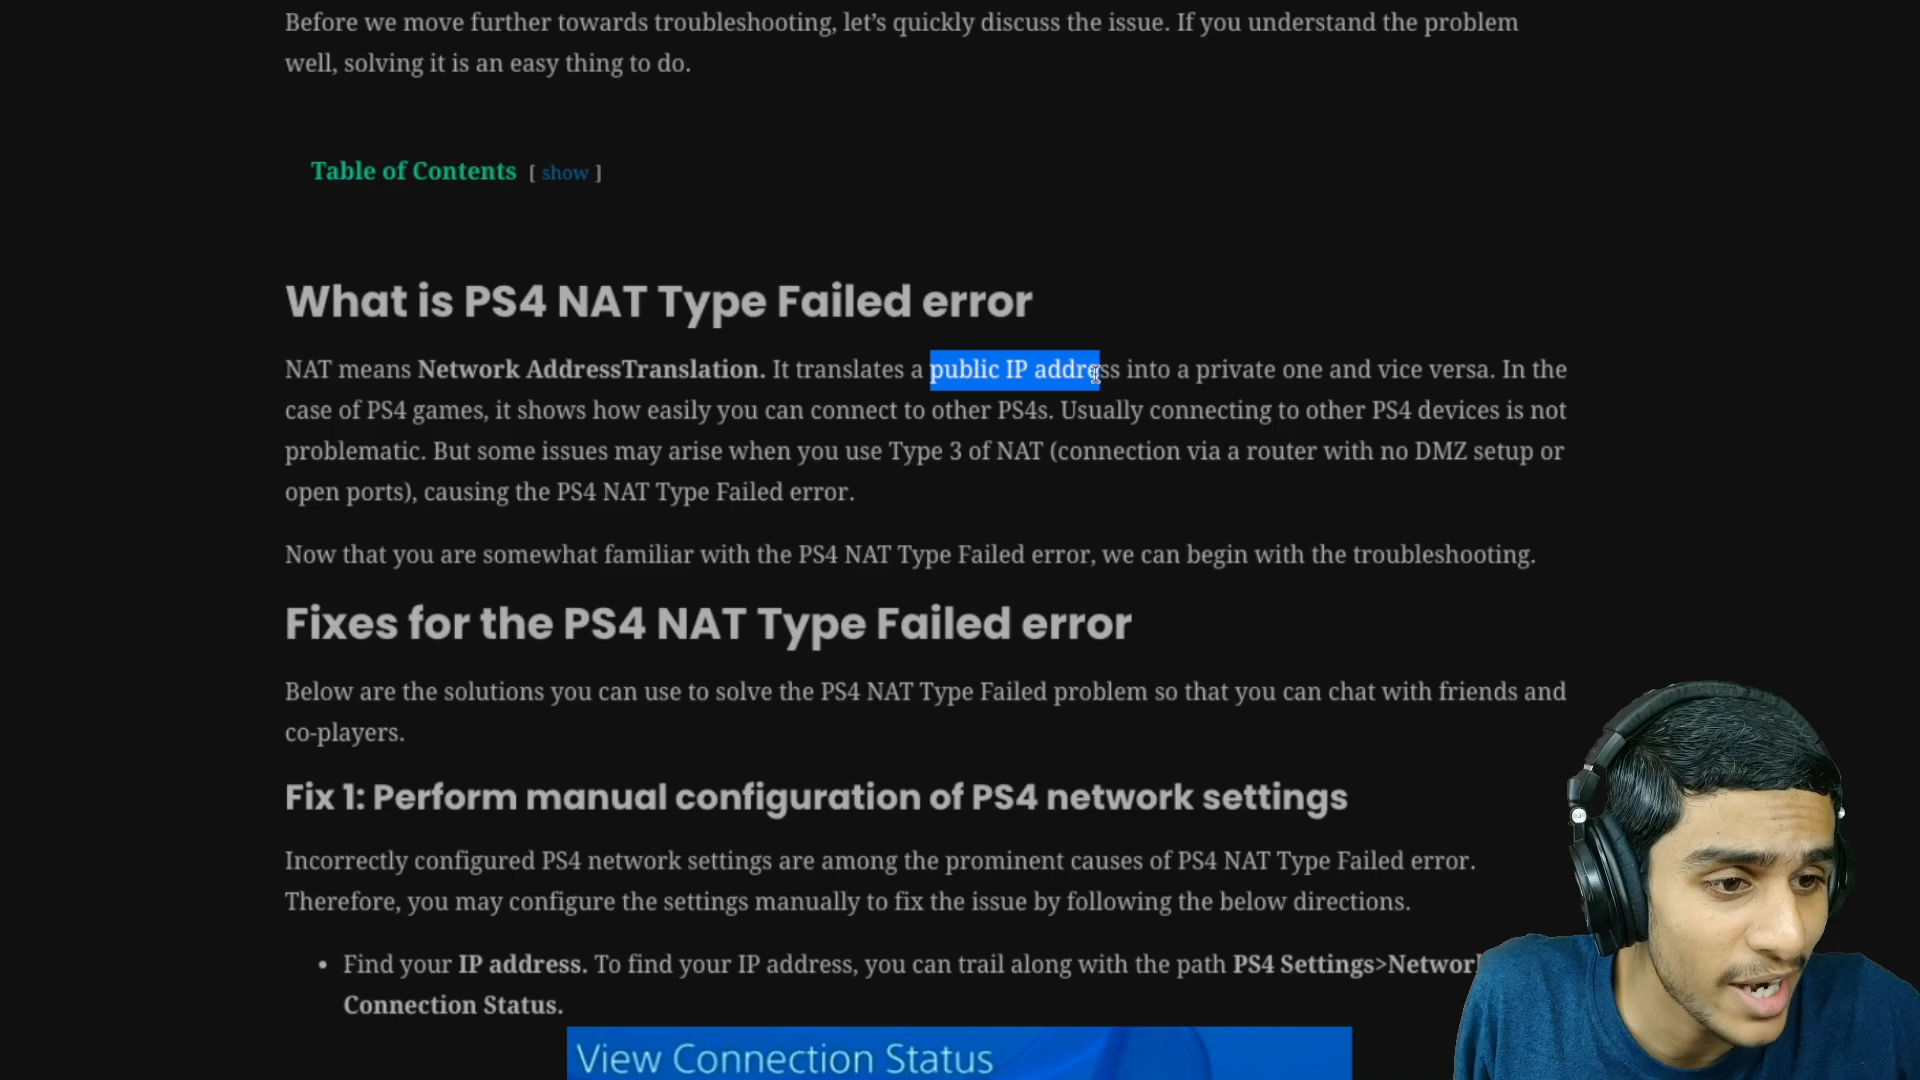 Before we move further towards troubleshooting, let’s quickly discuss the issue. If you understand the problem
well, solving it is an easy thing to do.
Table of Contents [ show ]
What is PS4 NAT Type Failed error
NAT means Network AddressTranslation. It translates a public IP address into a private one and vice versa. In the
case of PS4 games, it shows how easily you can connect to other PS4s. Usually connecting to other PS4 devices is not
problematic. But some issues may arise when you use Type 3 of NAT (connection via a router with no DMZ setup or
open ports), causing the PS4 NAT Type Failed error.
Now that you are somewhat familiar with the PS4 NAT Type Failed error, we can begin with the troubleshooting.
Fixes for the PS4 NAT Type Failed error
Below are the solutions you can use to solve the PS4 NAT Type Failed problem so that you can chat with friends and
co-players.
Fix 1: Perform manual configuration of PS4 network settings
Incorrectly configured PS4 network settings are among the prominent causes of PS4 NAT Type Failed error.
Therefore, you may configure the settings manually to fix the issue by following the below directions.
• Find your IP address. To find your IP address, you can trail along with the path PS4 Settings>Network
Connection Status.
View Connection Status